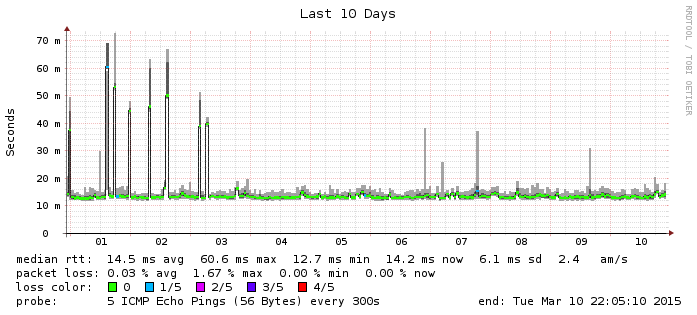 Last 10 Days
RRDTOOL / TOBI OETIKER
Seconds
70 m
60 m
50 m
40 m
30 m
20 m
10 m
0
01 02 03 04 05 06 07 08 09 10
median rtt: 14.5 ms avg 60.6 ms max 12.7 ms min 14.2 ms now 6.1 ms sd 2.4 am/s
packet loss: 0.03 % avg 1.67 % max 0.00 % min 0.00 % now
loss color: 0 1/5 2/5 3/5 4/5
probe: 5 ICMP Echo Pings (56 Bytes) every 300s end: Tue Mar 10 22:05:10 2015